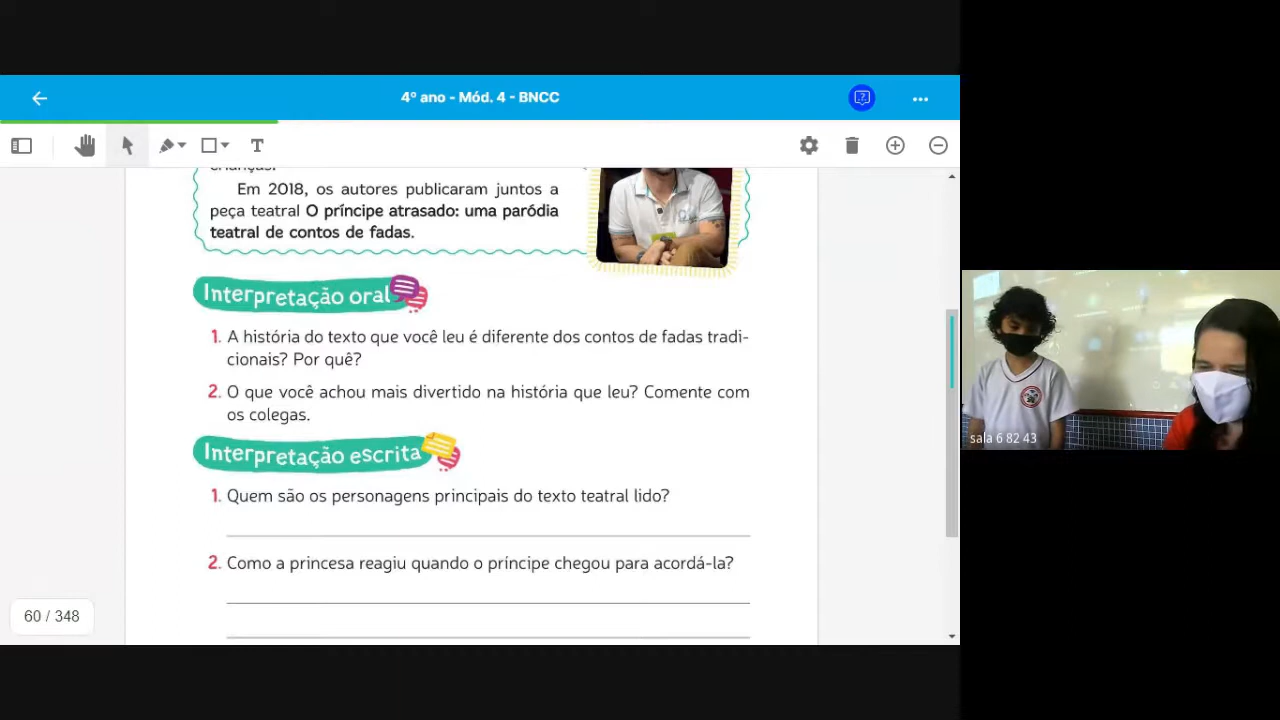 4º ano - Mód. 4 - BNCC
crianças.
Em 2018, os autores publicaram juntos a
peça teatral O príncipe atrasado: uma paródia
teatral de contos de fadas.
Interpretação oral
1. A história do texto que você leu é diferente dos contos de fadas tradi-
cionais? Por quê?
2. O que você achou mais divertido na história que leu? Comente com
os colegas.
Interpretação escrita
1. Quem são os personagens principais do texto teatral lido?
2. Como a princesa reagiu quando o príncipe chegou para acordá-la?
60 / 348
sala 6 82 43